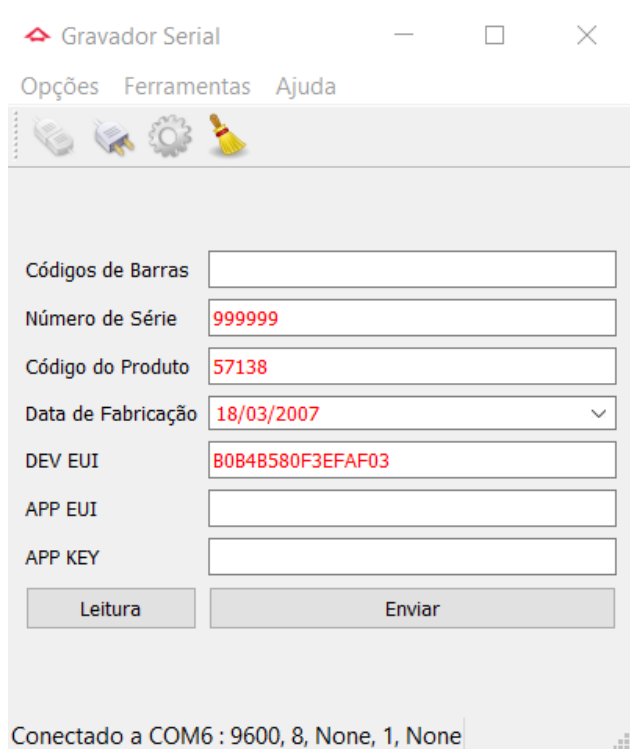 Gravador Serial
Opções Ferramentas Ajuda
Códigos de Barras
Número de Série 999999
Código do Produto 57138
Data de Fabricação 18/03/2007
DEV EUI B0B4B580F3EFAF03
APP EUI
APP KEY
Leitura Enviar
Conectado a COM6 : 9600, 8, None, 1, None